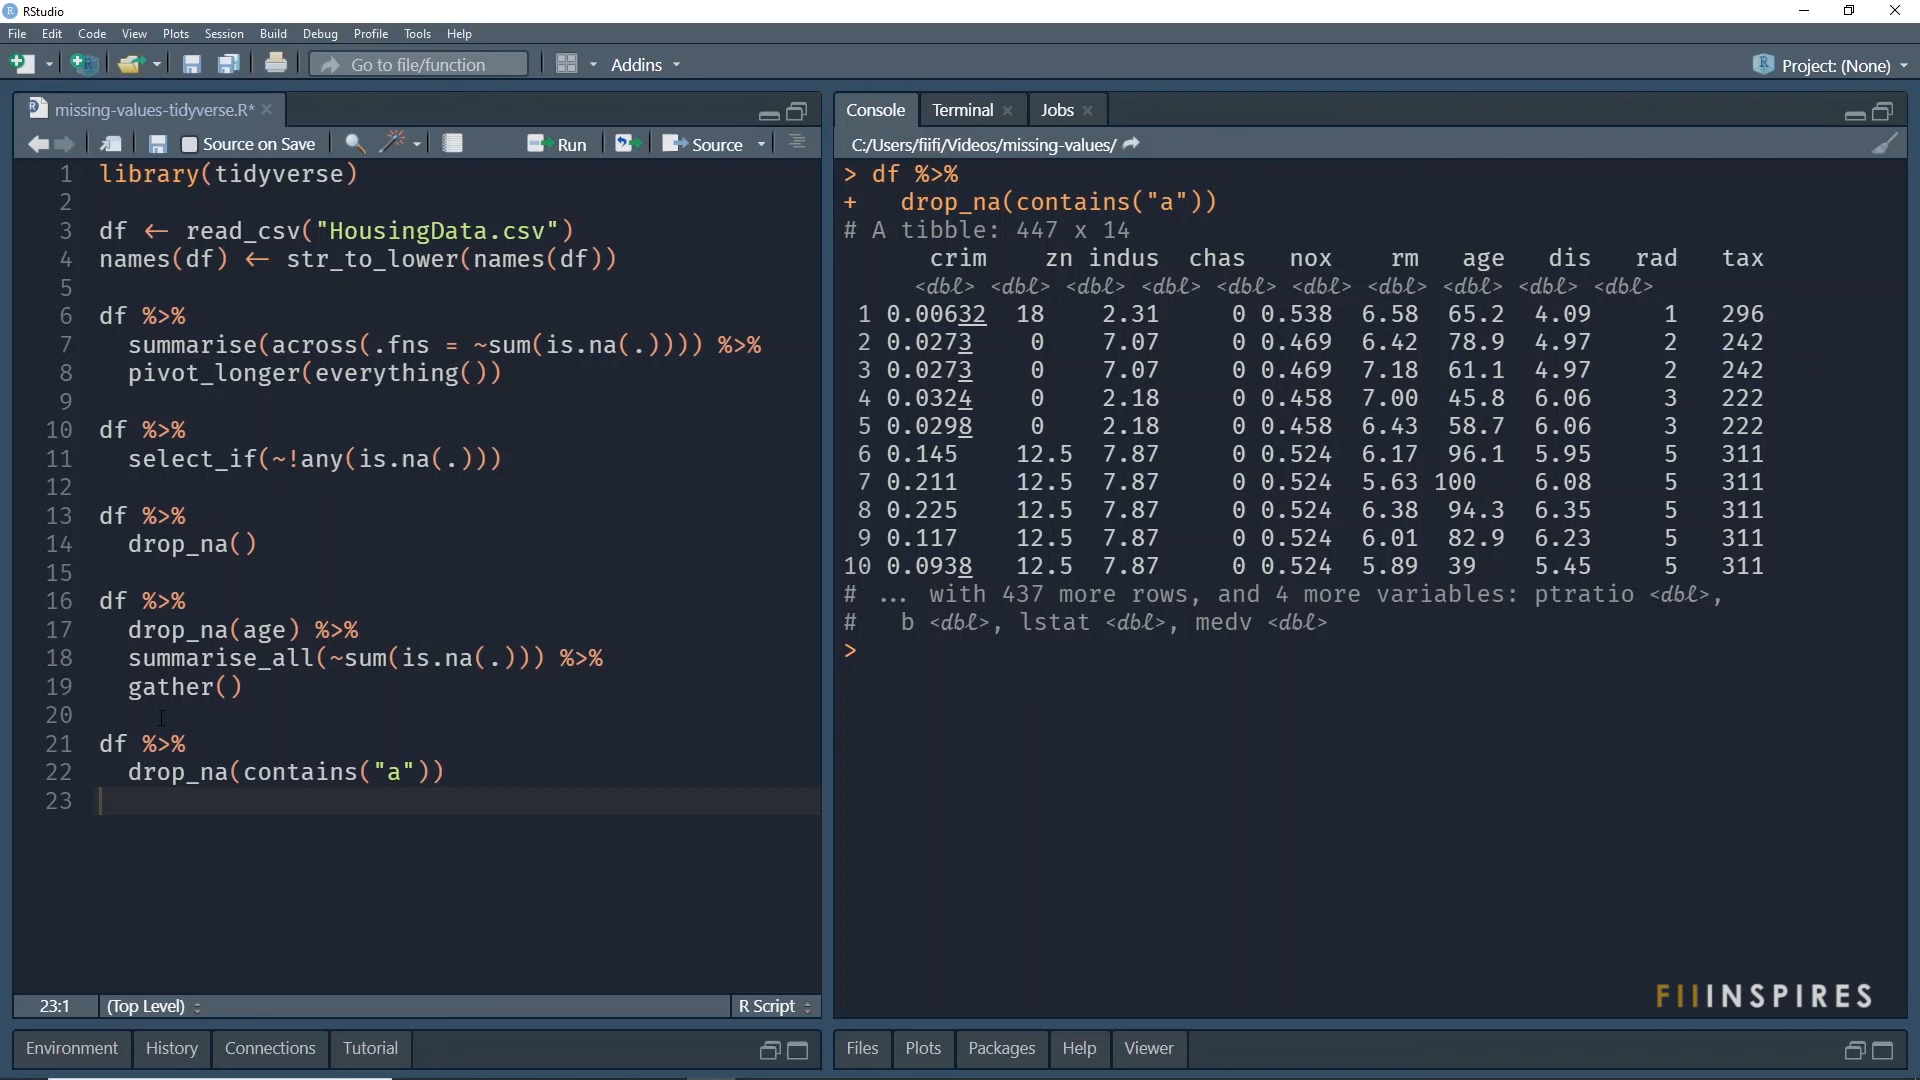 RStudio
File Edit Code View Plots Session Build Debug Profile Tools Help
Go to file/function Addins Project: (None)
missing-values-tidyverse.R*
Source on Save Run Source
1 library(tidyverse)
2
3 df <- read_csv("HousingData.csv")
4 names(df) <- str_to_lower(names(df))
5
6 df %>%
7 summarise(across(.fns = ~sum(is.na(.)))) %>%
8 pivot_longer(everything())
9
10 df %>%
11 select_if(~!any(is.na(.)))
12
13 df %>%
14 drop_na()
15
16 df %>%
17 drop_na(age) %>%
18 summarise_all(~sum(is.na(.))) %>%
19 gather()
20
21 df %>%
22 drop_na(contains("a"))
23
23:1 (Top Level) R Script
Environment History Connections Tutorial
Console Terminal Jobs
C:/Users/fiifi/Videos/missing-values/
> df %>%
+ drop_na(contains("a"))
# A tibble: 447 x 14
crim zn indus chas nox rm age dis rad tax
<dbl> <dbl> <dbl> <dbl> <dbl> <dbl> <dbl> <dbl> <dbl> <dbl>
1 0.00632 18 2.31 0 0.538 6.58 65.2 4.09 1 296
2 0.0273 0 7.07 0 0.469 6.42 78.9 4.97 2 242
3 0.0273 0 7.07 0 0.469 7.18 61.1 4.97 2 242
4 0.0324 0 2.18 0 0.458 7.00 45.8 6.06 3 222
5 0.0298 0 2.18 0 0.458 6.43 58.7 6.06 3 222
6 0.145 12.5 7.87 0 0.524 6.17 96.1 5.95 5 311
7 0.211 12.5 7.87 0 0.524 5.63 100 6.08 5 311
8 0.225 12.5 7.87 0 0.524 6.38 94.3 6.35 5 311
9 0.117 12.5 7.87 0 0.524 6.01 82.9 6.23 5 311
10 0.0938 12.5 7.87 0 0.524 5.89 39 5.45 5 311
# ... with 437 more rows, and 4 more variables: ptratio <dbl>,
# b <dbl>, lstat <dbl>, medv <dbl>
>
FIIINSPIRES
Files Plots Packages Help Viewer